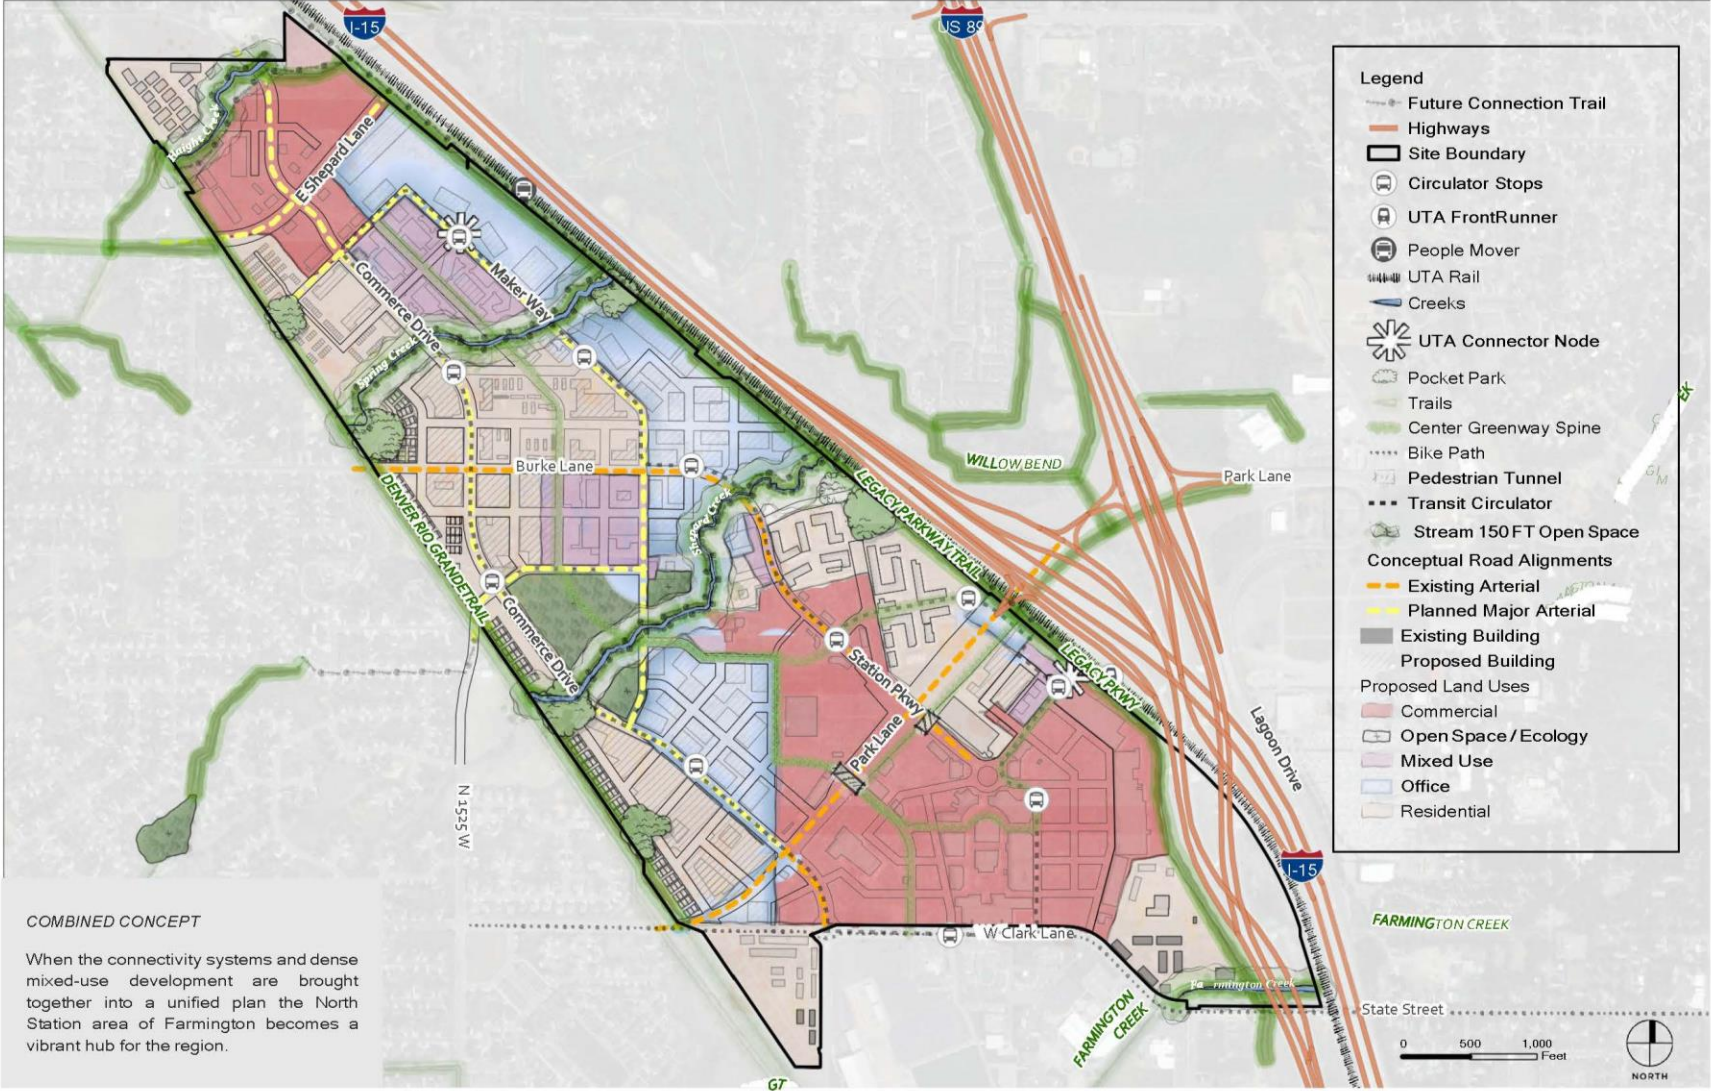 I-15
US 89
Haight Creek
E Shepard Lane
Commerce Drive
Maker Way
Spring Creek
Burke Lane
WILLOW BEND
Park Lane
LEGACY PARKWAY TRAIL
DENVER RIO GRANDE TRAIL
Commerce Drive
Station Pkwy
Park Lane
LEGACY PKWY
Lagoon Drive
N 1525 W
I-15
W Clark Lane
Farmington Creek
State Street
FARMINGTON CREEK
FARMINGTON
CREEK
GT
EK
Legend
Future Connection Trail
Highways
Site Boundary
Circulator Stops
UTA FrontRunner
People Mover
UTA Rail
Creeks
UTA Connector Node
Pocket Park
Trails
Center Greenway Spine
Bike Path
Pedestrian Tunnel
Transit Circulator
Stream 150 FT Open Space
Conceptual Road Alignments
Existing Arterial
Planned Major Arterial
Existing Building
Proposed Building
Proposed Land Uses
Commercial
Open Space / Ecology
Mixed Use
Office
Residential
COMBINED CONCEPT
When the connectivity systems and dense
mixed-use development are brought
together into a unified plan the North
Station area of Farmington becomes a
vibrant hub for the region.
0 500 1,000
Feet
NORTH